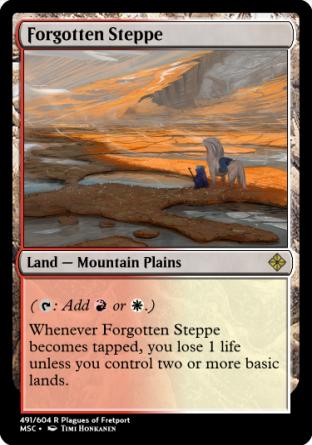 Forgotten Steppe
Land — Mountain Plains
( : Add or .)
Whenever Forgotten Steppe
becomes tapped, you lose 1 life
unless you control two or more basic
lands.
491/604 R Plagues of Fretport
MSC • Timi Honkanen